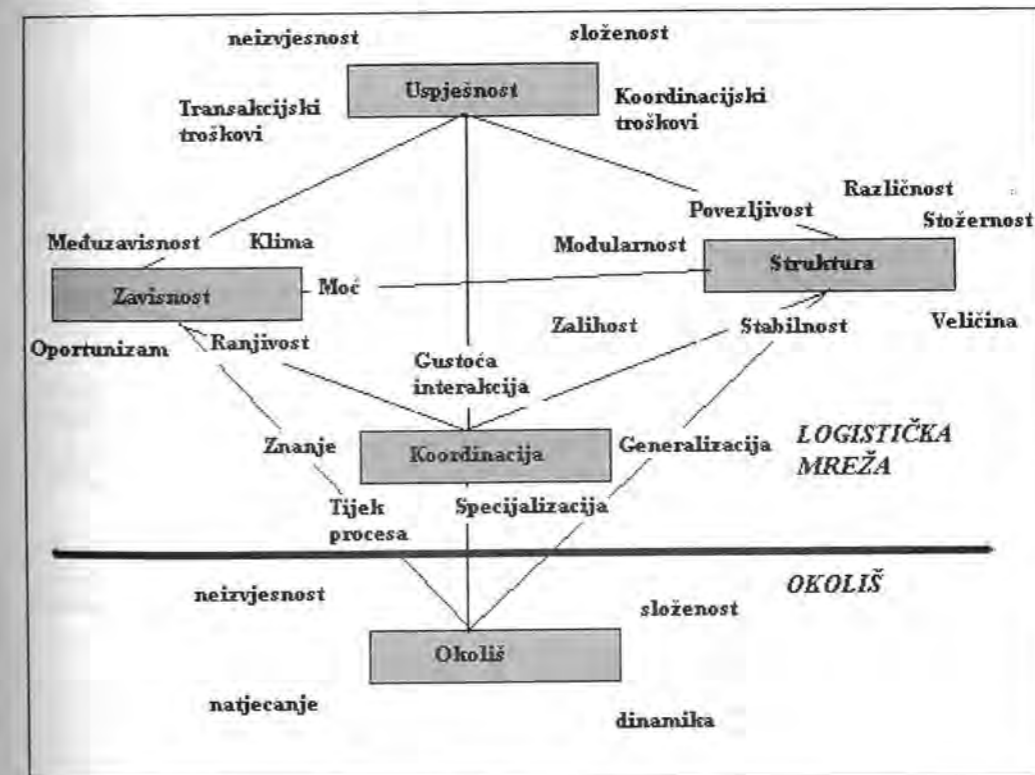 neizvjesnost
složenost
Uspješnost
Transakcijski
troškovi
Koordinacijski
troškovi
Različnost
Povezljivost
Stožernost
Međuzavisnost
Klima
Modularnost
Struktura
Zavisnost
Moć
Zalihost
Stabilnost
Veličina
Oportunizam
Ranjivost
Gustoća
interakcija
Znanje
Koordinacija
Generalizacija
LOGISTIČKA
MREŽA
Tijek
procesa
Specijalizacija
neizvjesnost
OKOLIŠ
složenost
Okoliš
natjecanje
dinamika